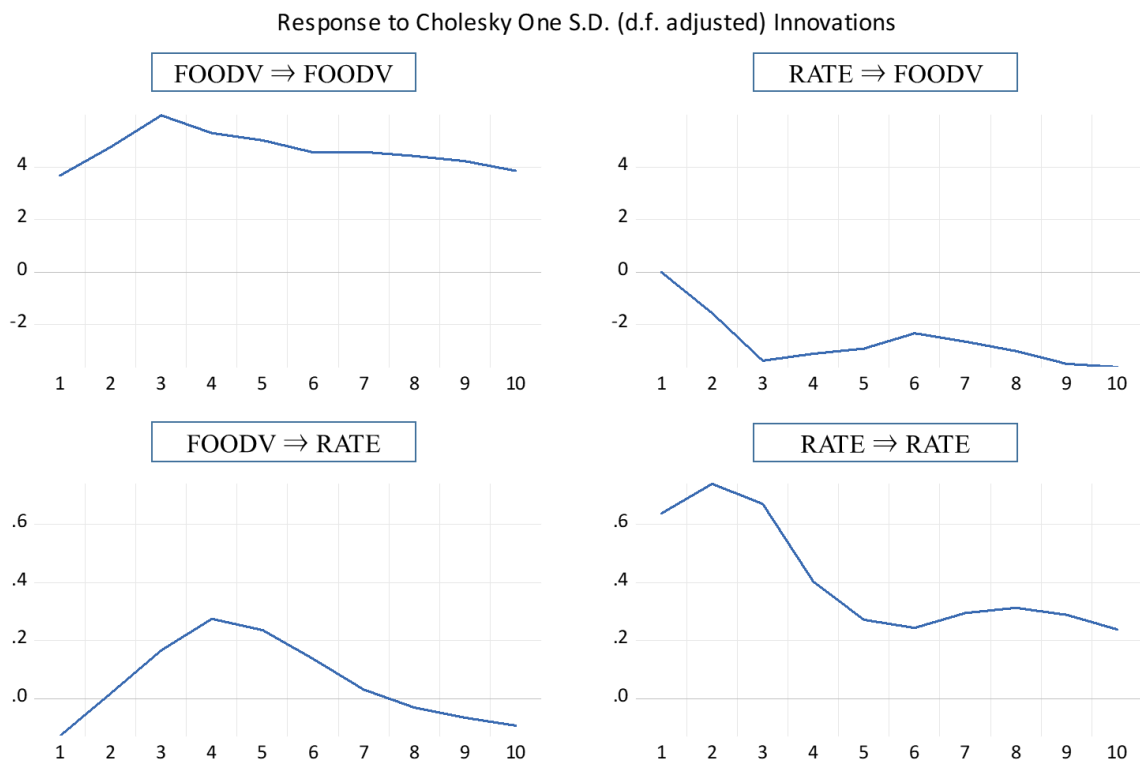 Response to Cholesky One S.D. (d.f. adjusted) Innovations
FOODV ⇒ FOODV
4
2
0
-2
1 2 3 4 5 6 7 8 9 10
RATE ⇒ FOODV
4
2
0
-2
1 2 3 4 5 6 7 8 9 10
FOODV ⇒ RATE
.6
.4
.2
.0
1 2 3 4 5 6 7 8 9 10
RATE ⇒ RATE
.6
.4
.2
.0
1 2 3 4 5 6 7 8 9 10